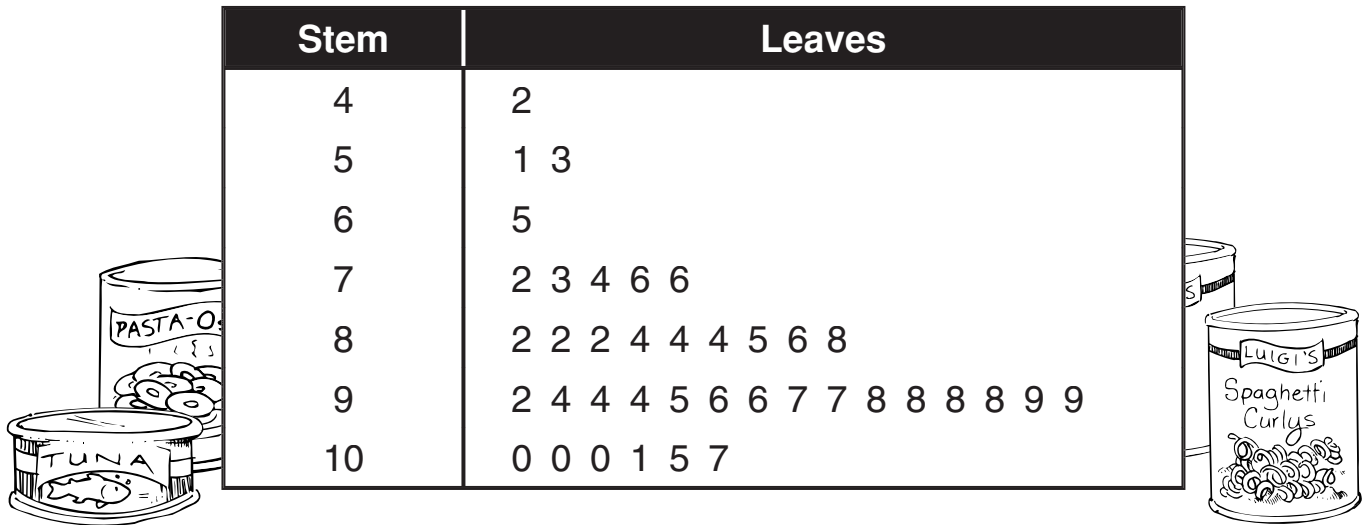 Stem Leaves
4 2
5 1 3
6 5
7 2 3 4 6 6
8 2 2 2 4 4 4 5 6 8
9 2 4 4 4 5 6 6 7 7 8 8 8 8 9 9
10 0 0 0 1 5 7
PASTA-O
TUNA
S
LUIGI'S
Spaghetti
Curlys